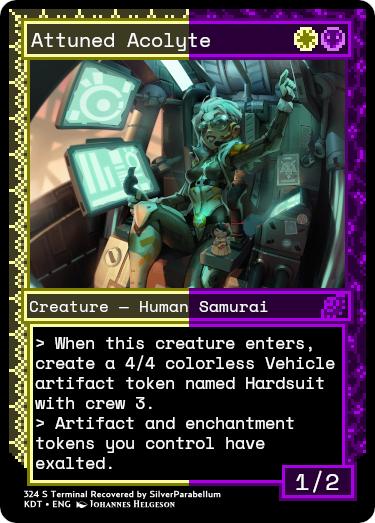 Attuned Acolyte
Creature — Human Samurai
> When this creature enters,
create a 4/4 colorless Vehicle
artifact token named Hardsuit
with crew 3.
> Artifact and enchantment
tokens you control have
exalted.
1/2
324 S Terminal Recovered by SilverParabellum
KDT • ENG Johannes Helgeson